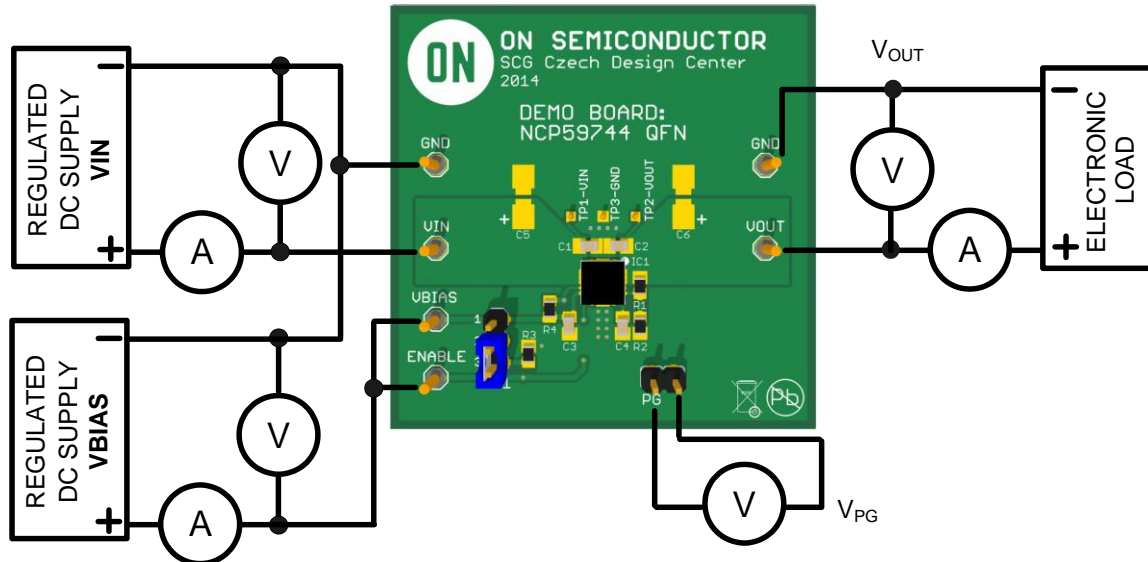 REGULATED
DC SUPPLY
VIN
−
+
V
A
REGULATED
DC SUPPLY
VBIAS
−
+
V
A
ON
ON SEMICONDUCTOR
SCG Czech Design Center
2014
DEMO BOARD:
NCP59744 QFN
GND
GND
TP1-VIN
TP3-GND
TP2-VOUT
+
C5
+
C6
VIN
VOUT
C1
C2
IC1
VBIAS
ENABLE
1
R4
C3
C4
R1
R2
R3
PG
Pb
V
VPG
VOUT
V
A
−
+
ELECTRONIC
LOAD